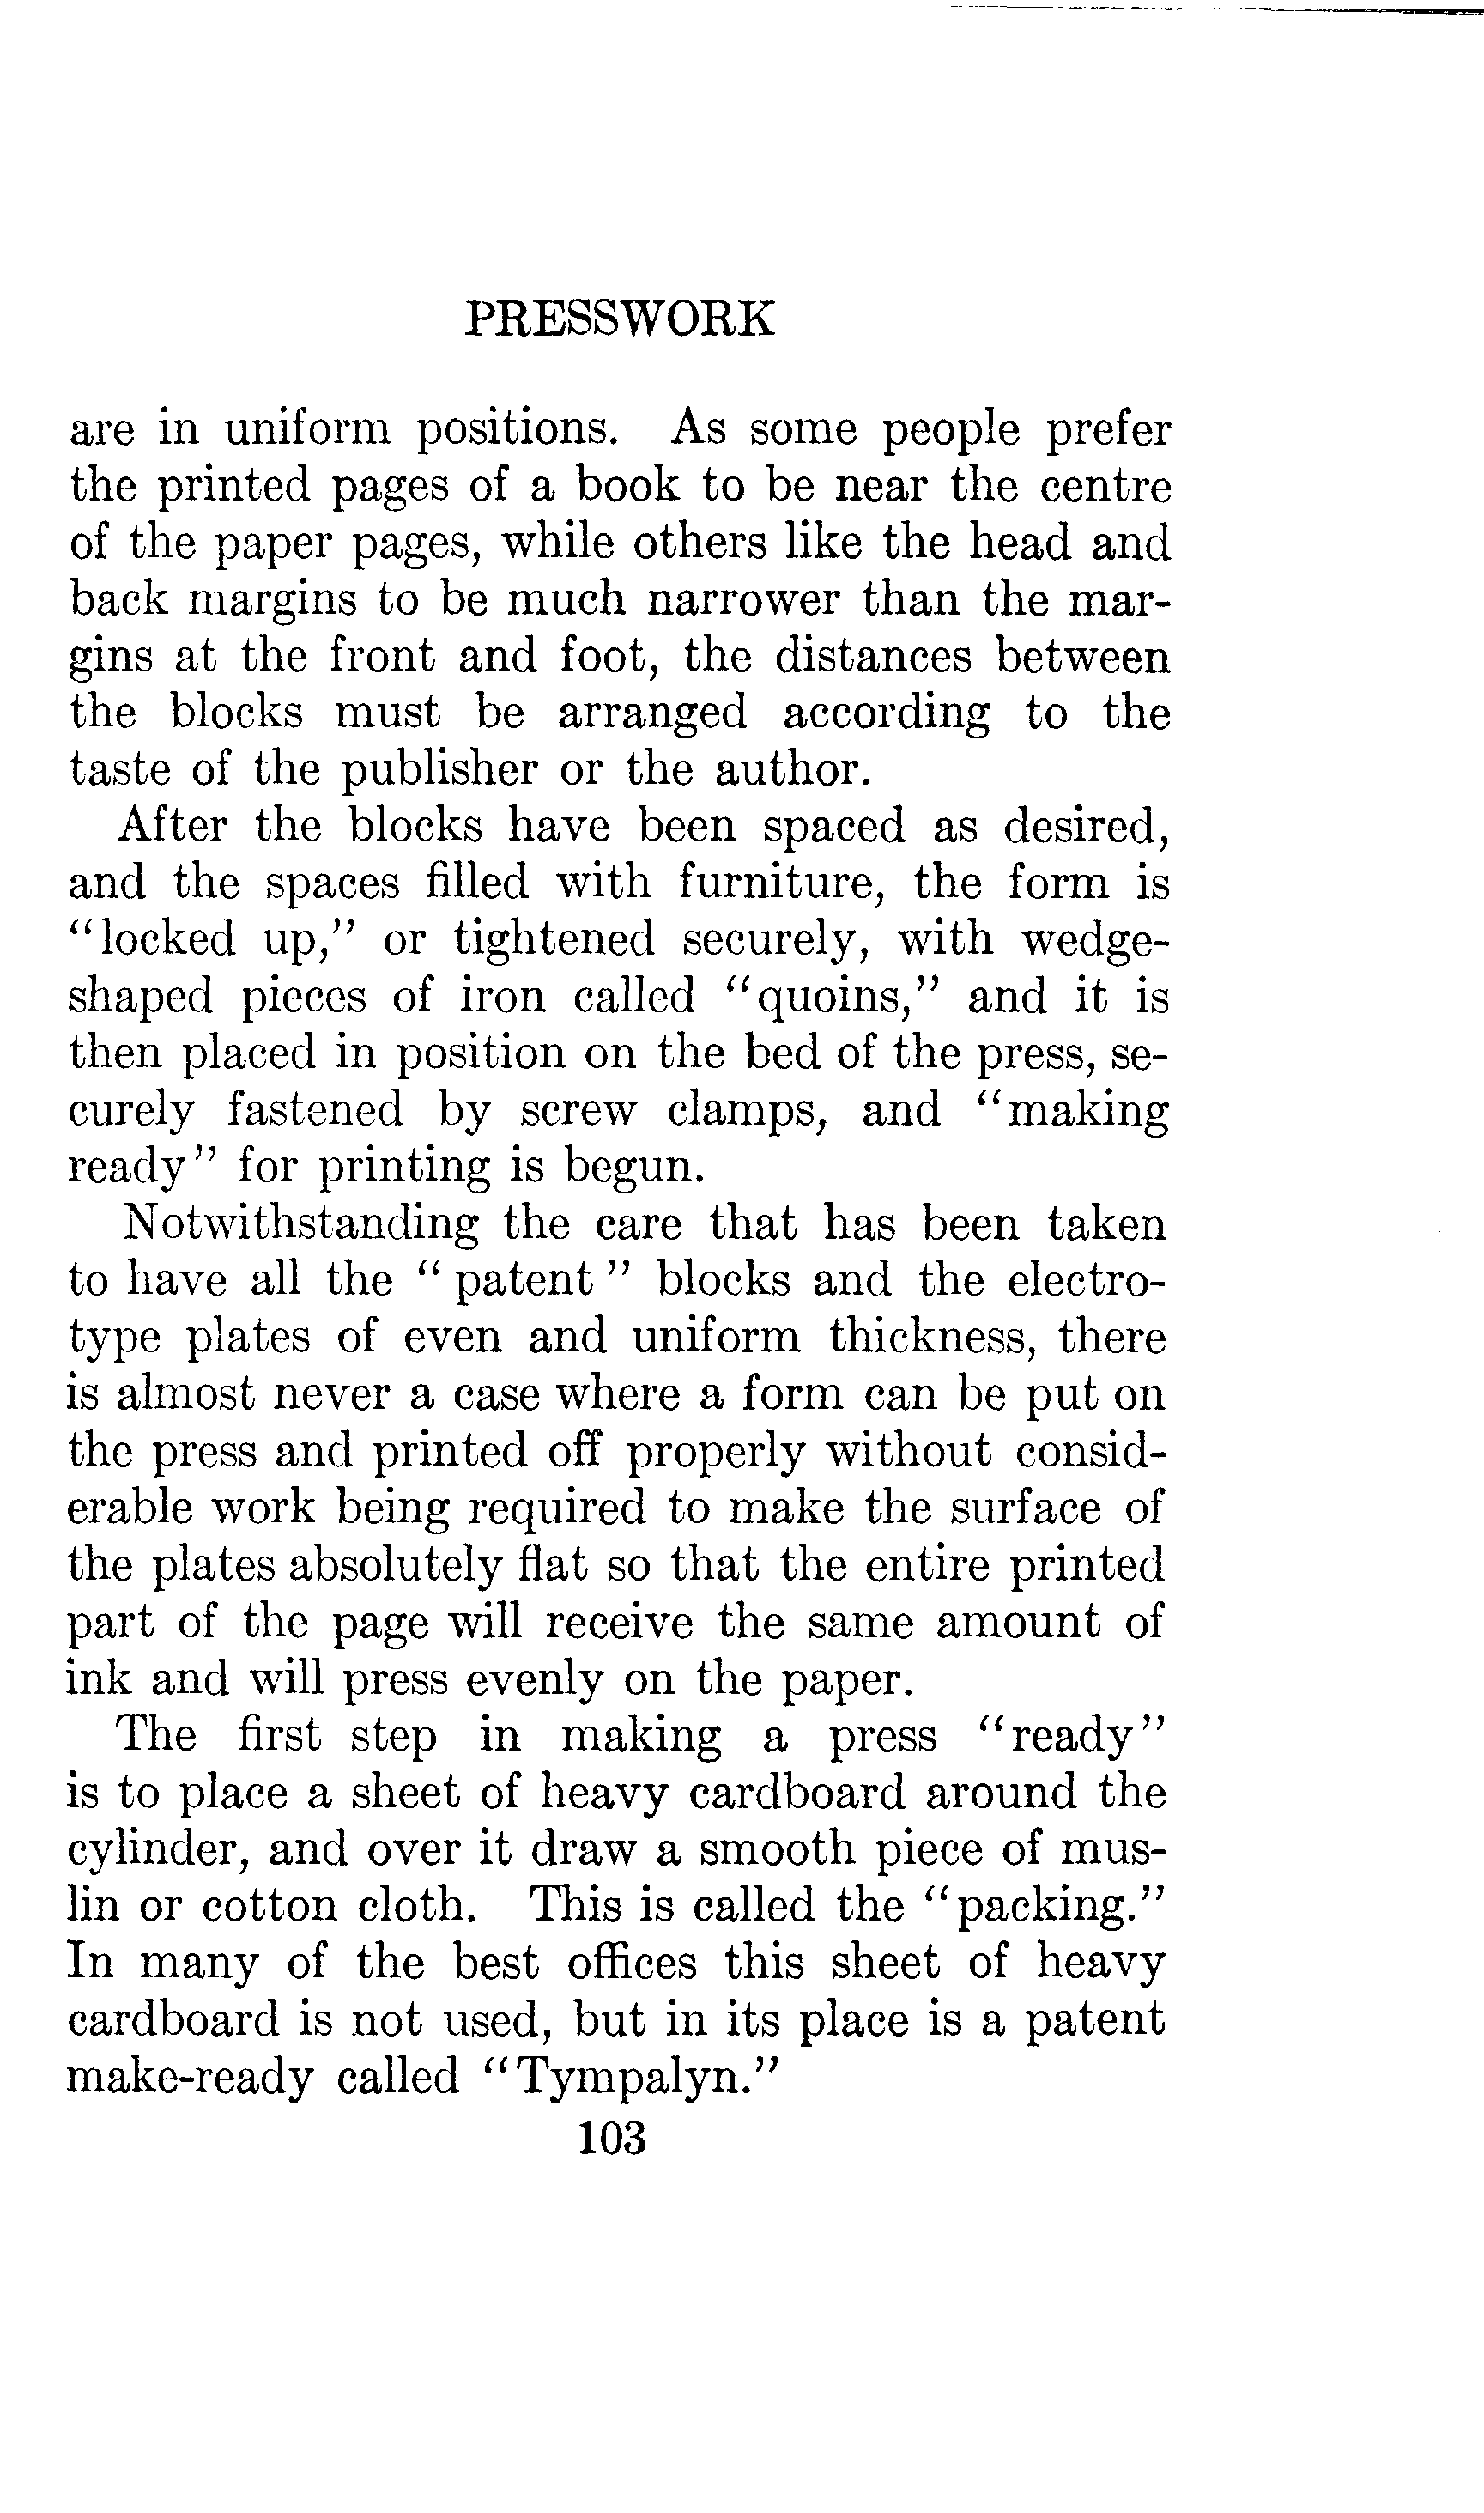 PRESSWORK
are in uniform positions. As some people prefer
the printed pages of a book to be near the centre
of the paper pages, while others like the head and
back margins to be much narrower than the mar-
gins at the front and foot, the distances between
the blocks must be arranged according to the
taste of the publisher or the author.
After the blocks have been spaced as desired,
and the spaces filled with furniture, the form is
“locked up,” or tightened securely, with wedge-
shaped pieces of iron called “quoins,” and it is
then placed in position on the bed of the press, se-
curely fastened by screw clamps, and “making
ready” for printing is begun.
Notwithstanding the care that has been taken
to have all the “patent” blocks and the electro-
type plates of even and uniform thickness, there
is almost never a case where a form can be put on
the press and printed off properly without consid-
erable work being required to make the surface of
the plates absolutely flat so that the entire printed
part of the page will receive the same amount of
ink and will press evenly on the paper.
The first step in making a press “ready”
is to place a sheet of heavy cardboard around the
cylinder, and over it draw a smooth piece of mus-
lin or cotton cloth. This is called the “packing.”
In many of the best offices this sheet of heavy
cardboard is not used, but in its place is a patent
make-ready called “Tympalyn.”
103